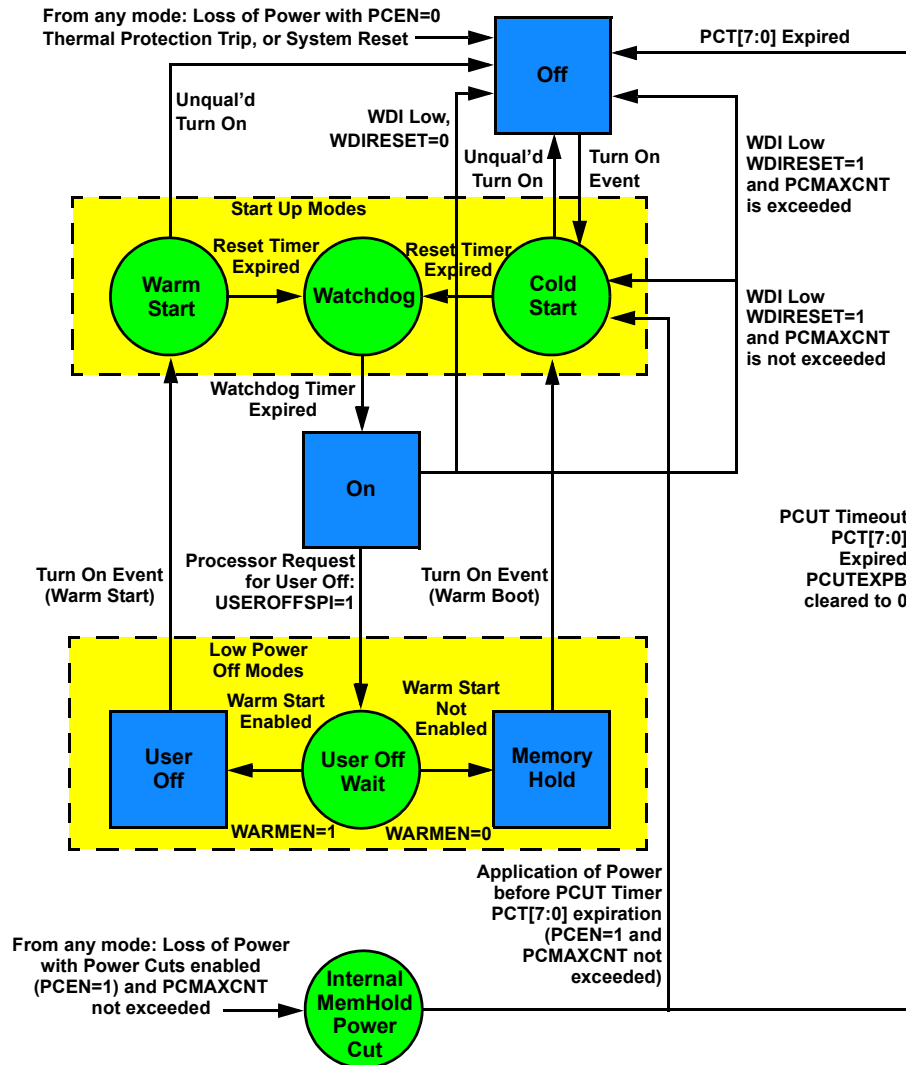 From any mode: Loss of Power with PCEN=0
Thermal Protection Trip, or System Reset
PCT[7:0] Expired
Off
Unqual’d
Turn On
WDI Low,
WDIRESET=0
Unqual’d
Turn On
Turn On
Event
WDI Low
WDIRESET=1
and PCMAXCNT
is exceeded
Start Up Modes
Reset Timer
Expired
Reset Timer
Expired
Warm
Start
Watchdog
Cold
Start
WDI Low
WDIRESET=1
and PCMAXCNT
is not exceeded
Watchdog Timer
Expired
On
Processor Request
for User Off:
USEROFFSPI=1
Turn On Event
(Warm Start)
Turn On Event
(Warm Boot)
PCUT Timeout
PCT[7:0]
Expired
PCUTEXPB
cleared to 0
Low Power
Off Modes
Warm Start
Enabled
Warm Start
Not
Enabled
User
Off
User Off
Wait
Memory
Hold
WARMEN=1
WARMEN=0
Application of Power
before PCUT Timer
PCT[7:0] expiration
(PCEN=1 and
PCMAXCNT not
exceeded)
From any mode: Loss of Power
with Power Cuts enabled
(PCEN=1) and PCMAXCNT
not exceeded
Internal
MemHold
Power
Cut